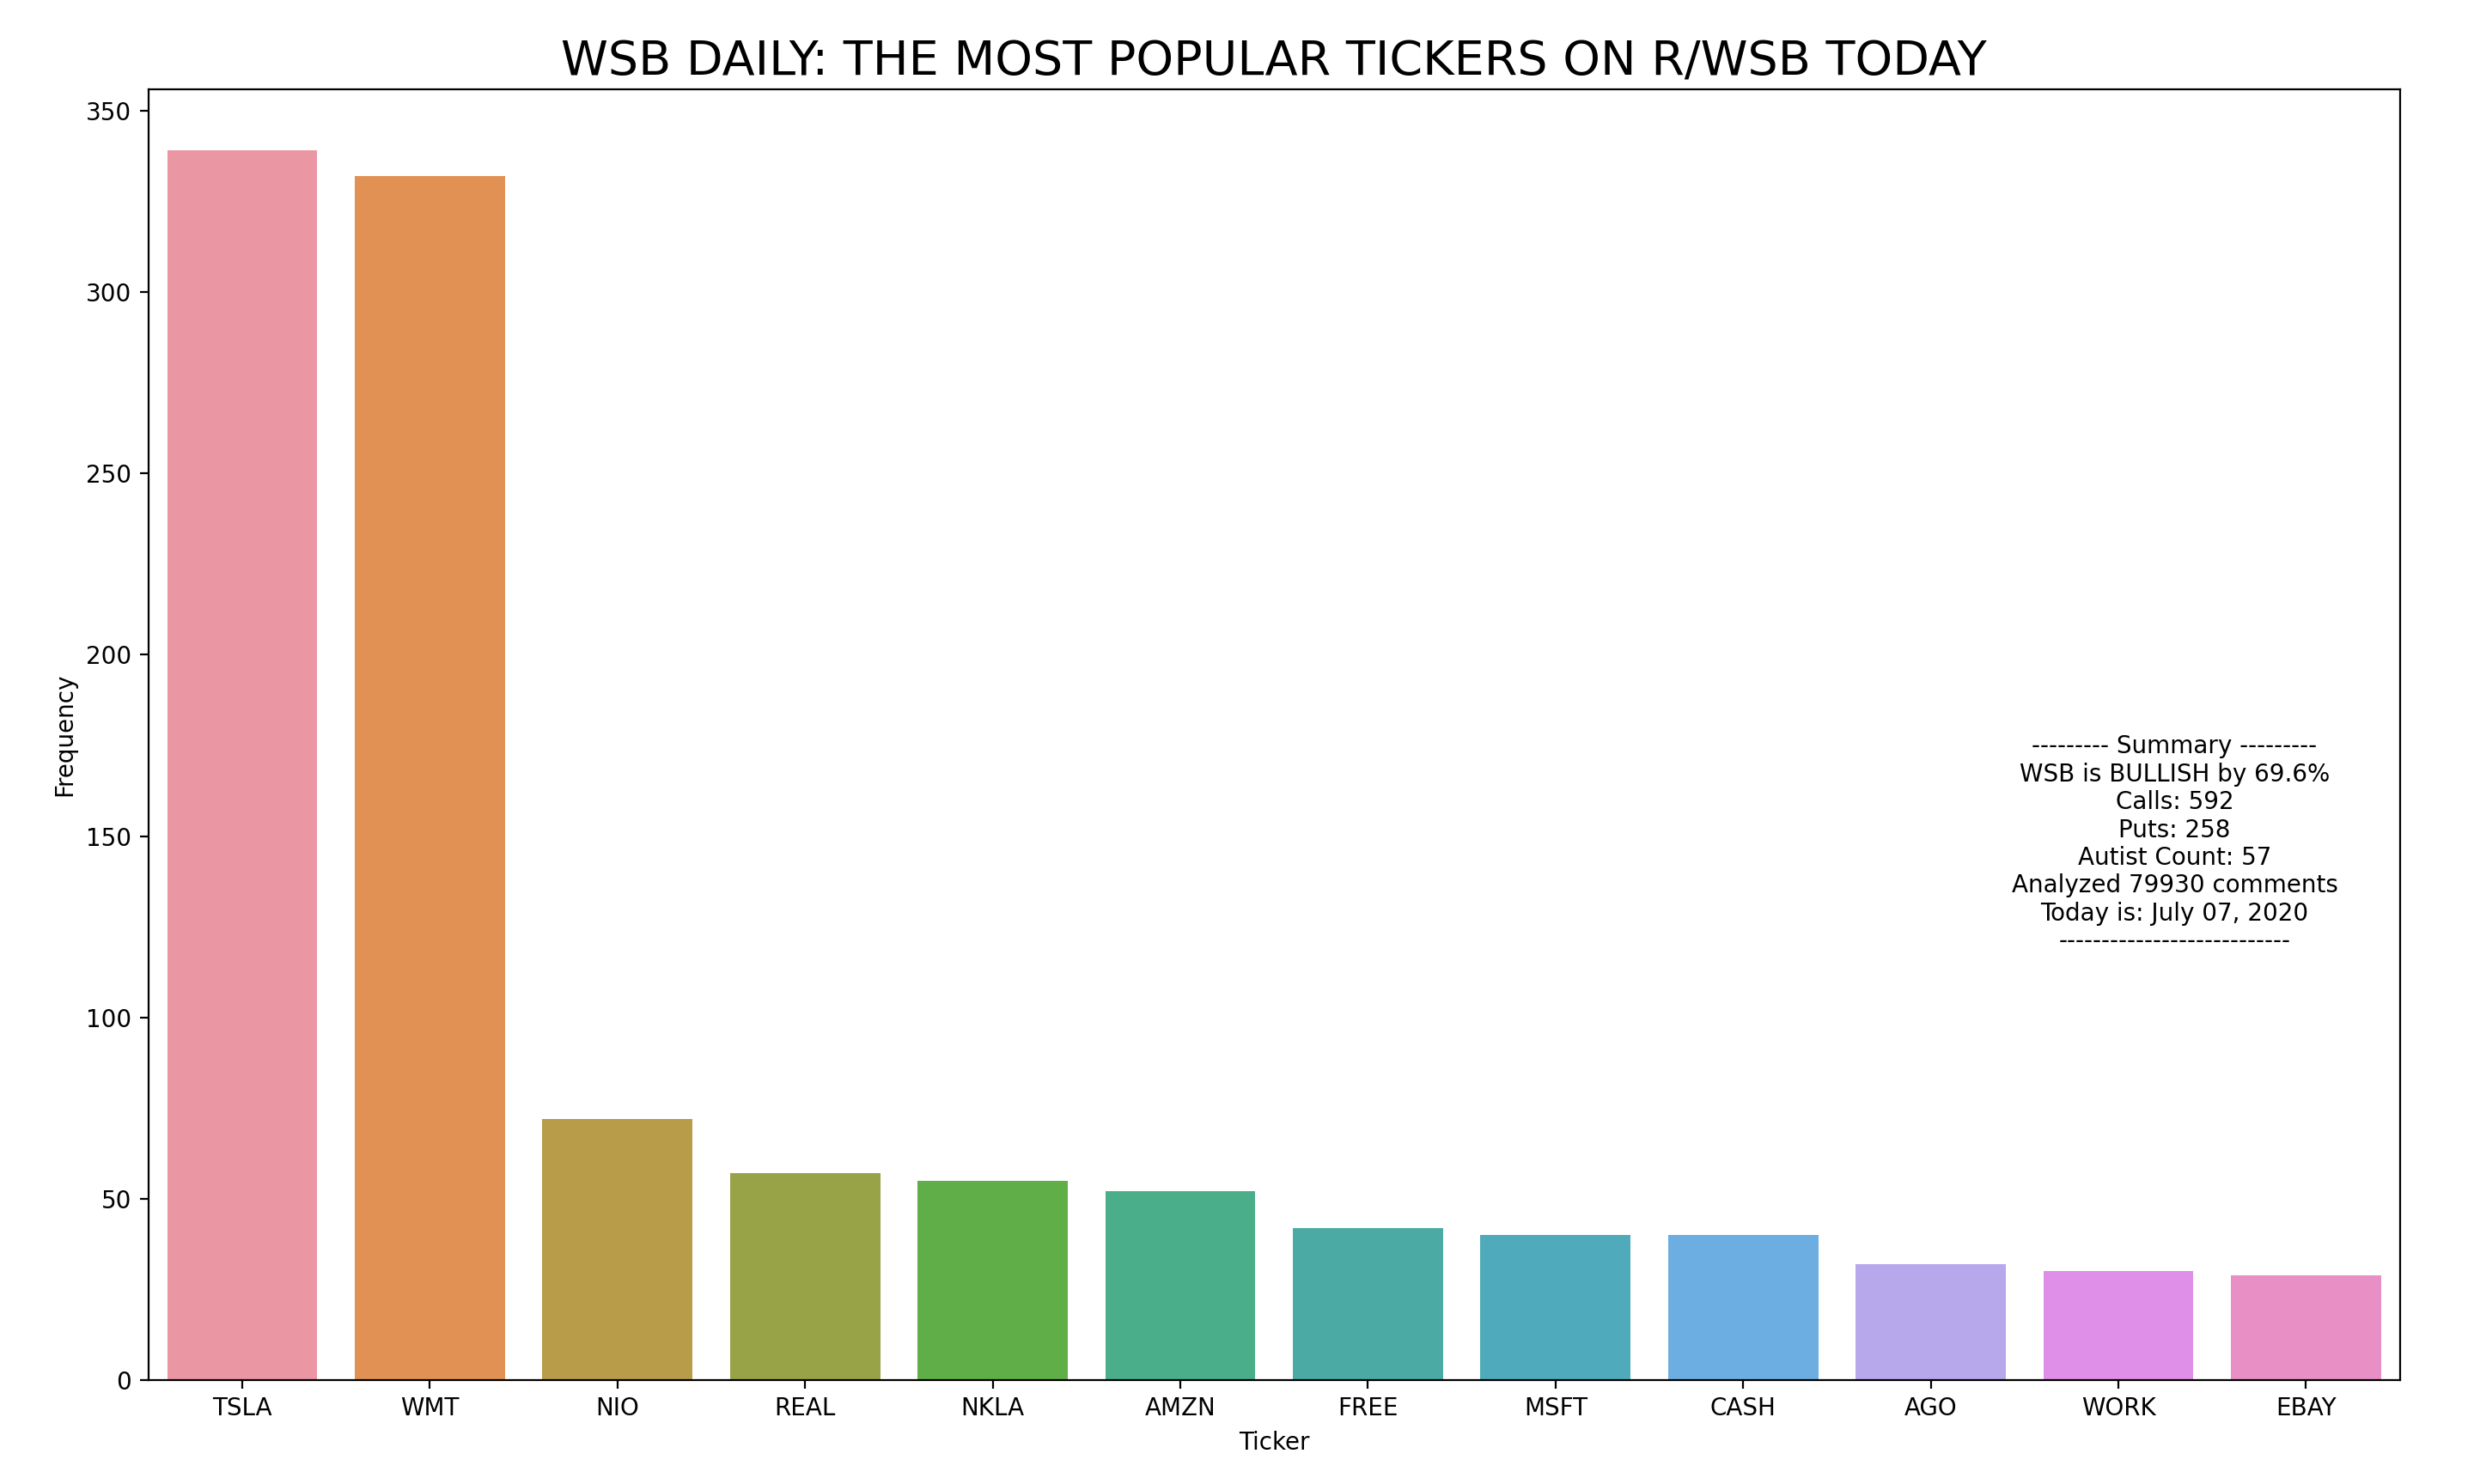 WSB DAILY: THE MOST POPULAR TICKERS ON R/WSB TODAY
350
300
250
200
150
100
50
0
Frequency
--------- Summary ---------
WSB is BULLISH by 69.6%
Calls: 592
Puts: 258
Autist Count: 57
Analyzed 79930 comments
Today is: July 07, 2020
---------------------------
TSLA WMT NIO REAL NKLA AMZN FREE MSFT CASH AGO WORK EBAY
Ticker